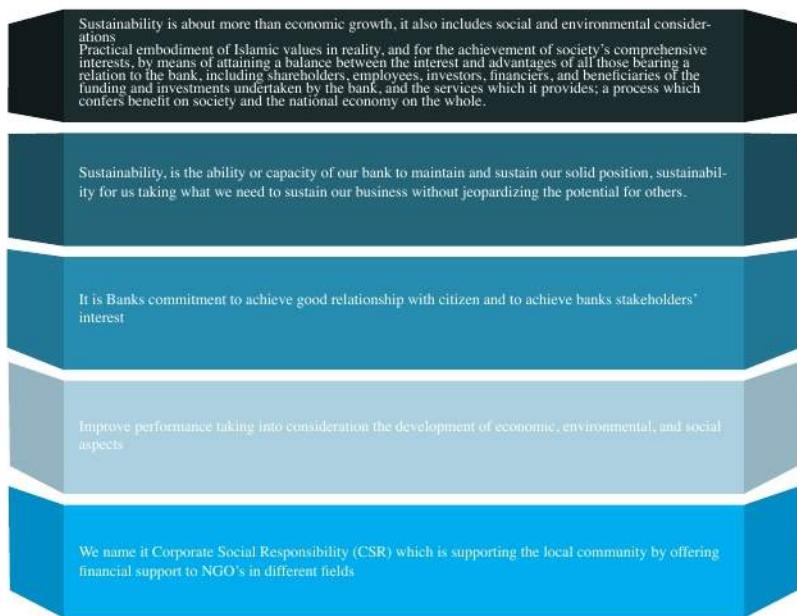 Sustainability is about more than economic growth, it also includes social and environmental consider-
ations
Practical embodiment of Islamic values in reality, and for the achievement of society’s comprehensive
interests, by means of attaining a balance between the interest and advantages of all those bearing a
relation to the bank, including shareholders, employees, investors, financiers, and beneficiaries of the
funding and investments undertaken by the bank, and the services which it provides; a process which
confers benefit on society and the national economy on the whole.
Sustainability, is the ability or capacity of our bank to maintain and sustain our solid position, sustainabil-
ity for us taking what we need to sustain our business without jeopardizing the potential for others.
It is Banks commitment to achieve good relationship with citizen and to achieve banks stakeholders’
interest
Improve performance taking into consideration the development of economic, environmental, and social
aspects
We name it Corporate Social Responsibility (CSR) which is supporting the local community by offering
financial support to NGO’s in different fields